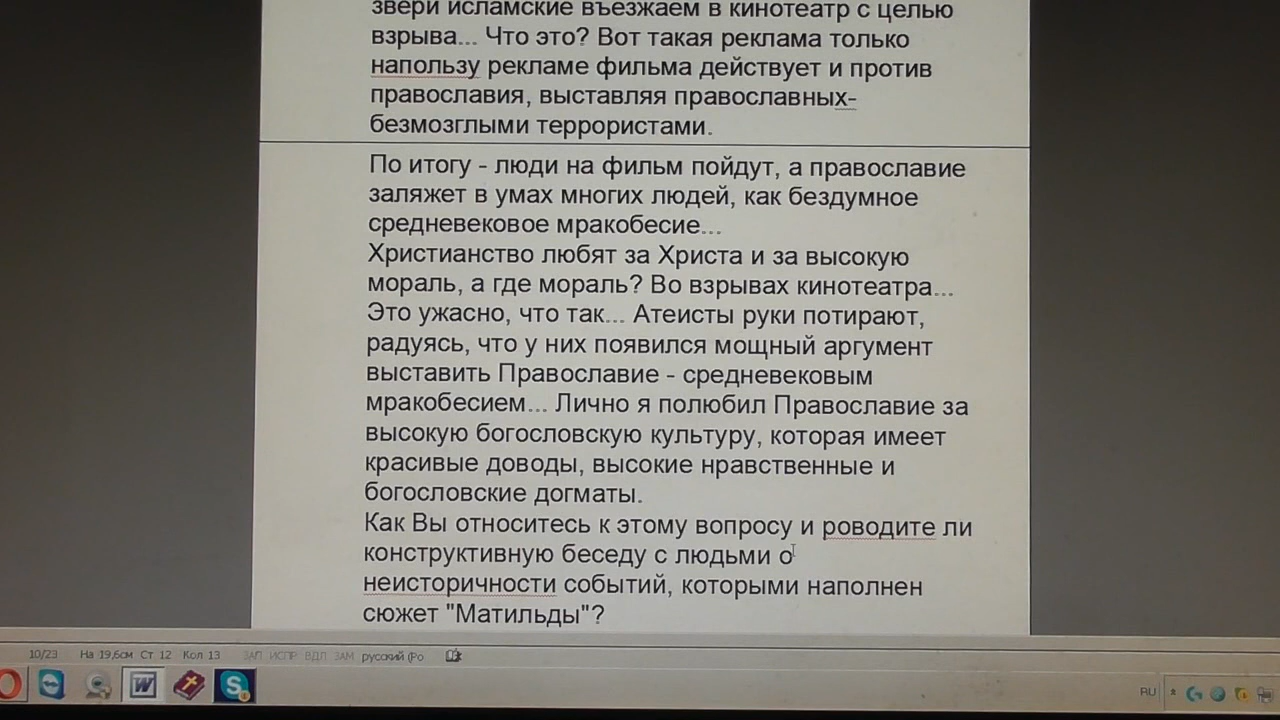 звери исламские въезжаем в кинотеатр с целью
взрыва... Что это? Вот такая реклама только
напользу рекламе фильма действует и против
православия, выставляя православных-
безмозглыми террористами.
По итогу - люди на фильм пойдут, а православие
заляжет в умах многих людей, как бездумное
средневековое мракобесие...
Христианство любят за Христа и за высокую
мораль, а где мораль? Во взрывах кинотеатра...
Это ужасно, что так... Атеисты руки потирают,
радуясь, что у них появился мощный аргумент
выставить Православие - средневековым
мракобесием... Лично я полюбил Православие за
высокую богословскую культуру, которая имеет
красивые доводы, высокие нравственные и
богословские догматы.
Как Вы относитесь к этому вопросу и роводите ли
конструктивную беседу с людьми о
неисторичности событий, которыми наполнен
сюжет "Матильды"?
10/23 На 19,6см Ст 12 Кол 13 ЗАП ИСПР ВДЛ ЗАМ русский (Ро
W S RU